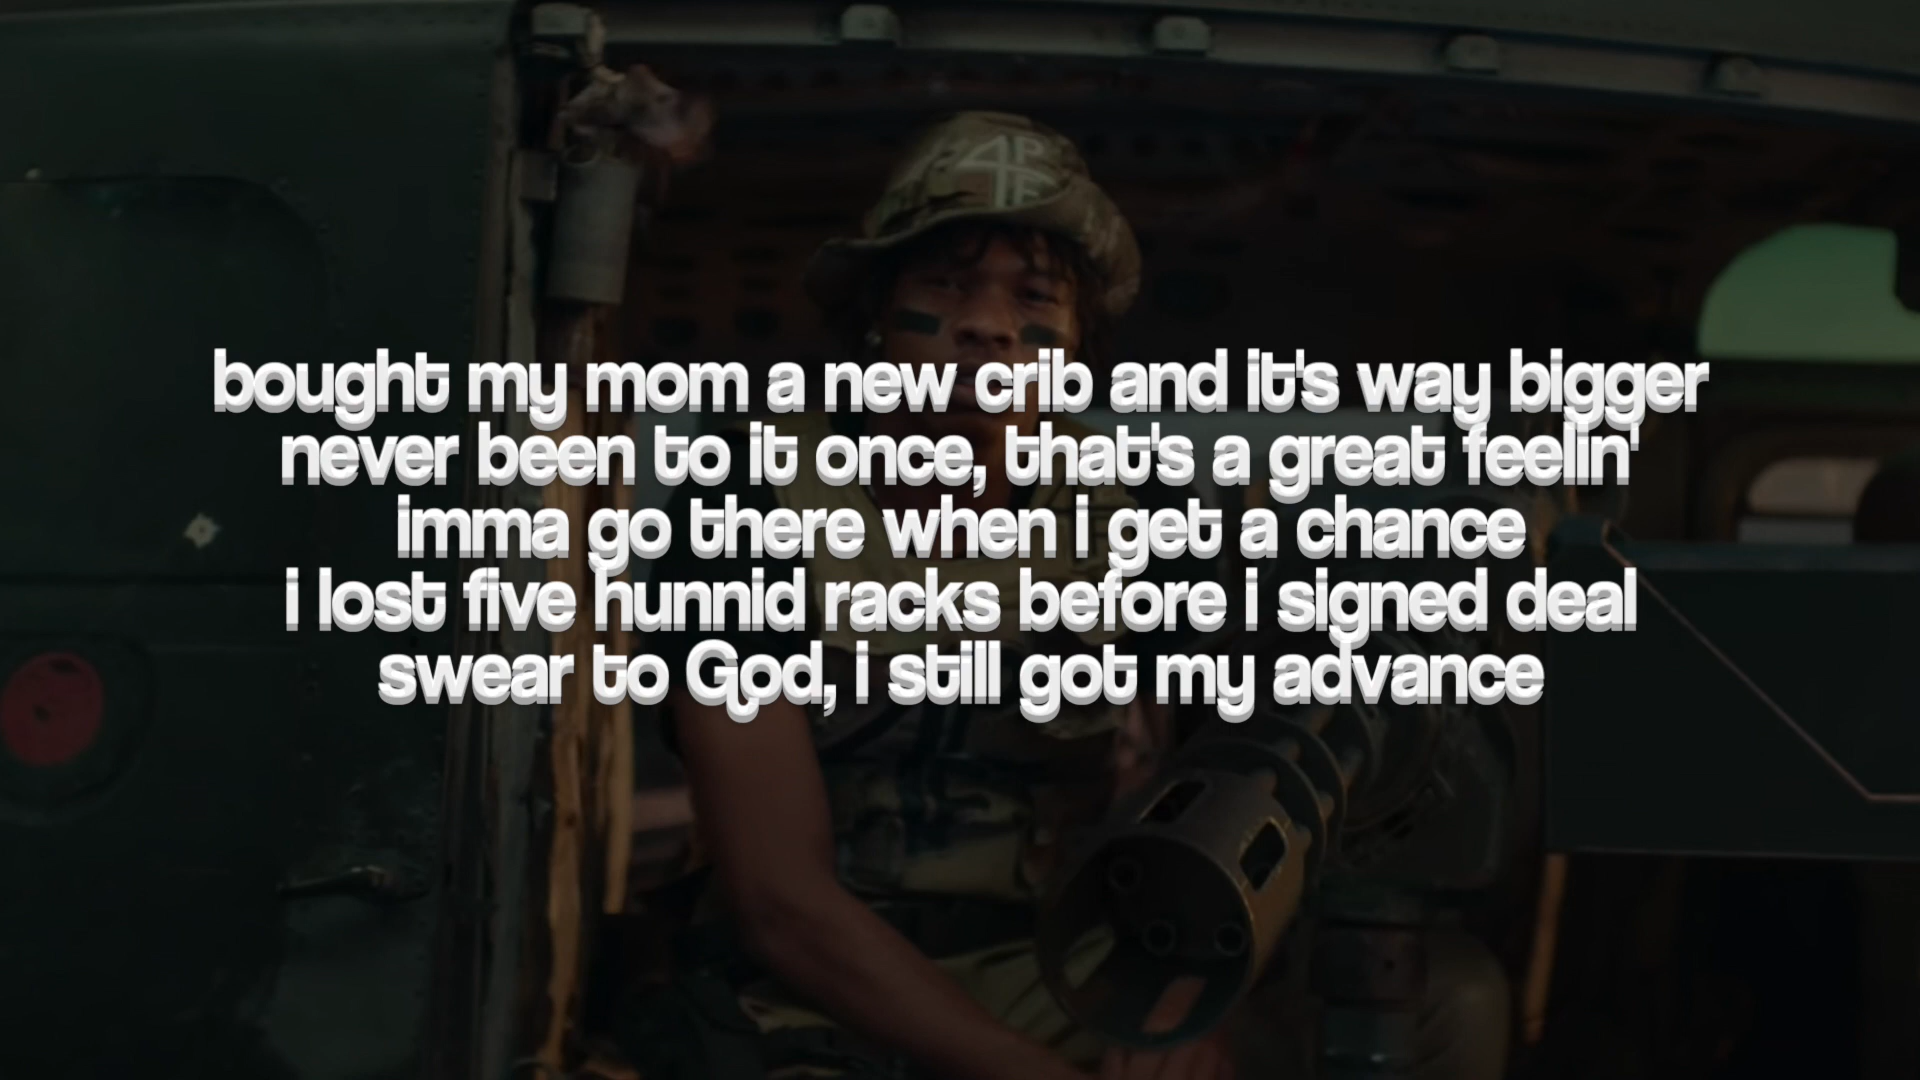 4PF
bought my mom a new crib and it's way bigger
never been to it once, that's a great feelin'
imma go there when i get a chance
i lost five hunnid racks before i signed deal
swear to God, i still got my advance